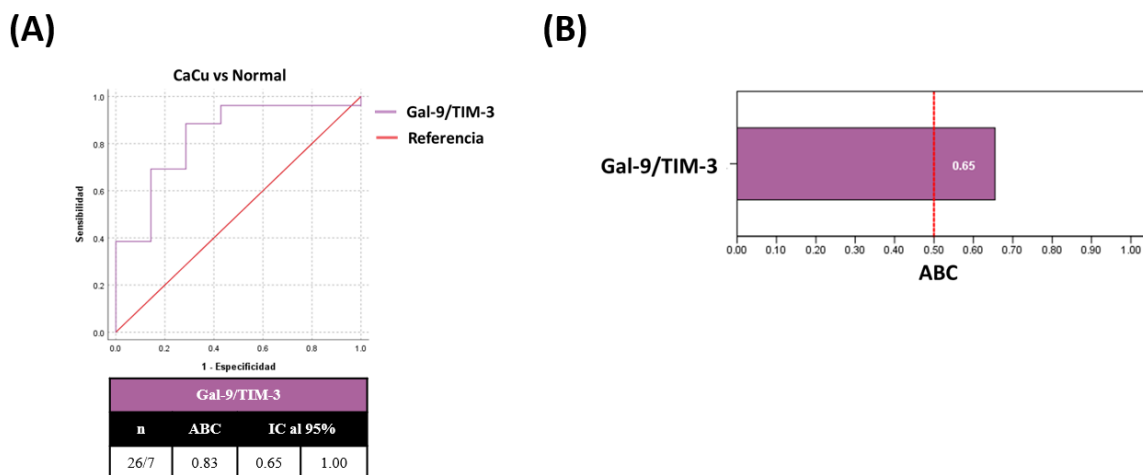 (A)
CaCu vs Normal
1.0
0.8
0.6
0.4
0.2
0.0
Sensibilidad
0.0 0.2 0.4 0.6 0.8 1.0
1 - Especificidad
Gal-9/TIM-3
Referencia
Gal-9/TIM-3
n ABC IC al 95%
26/7 0.83 0.65 1.00
(B)
Gal-9/TIM-3
0.65
0.00 0.10 0.20 0.30 0.40 0.50 0.60 0.70 0.80 0.90 1.00
ABC